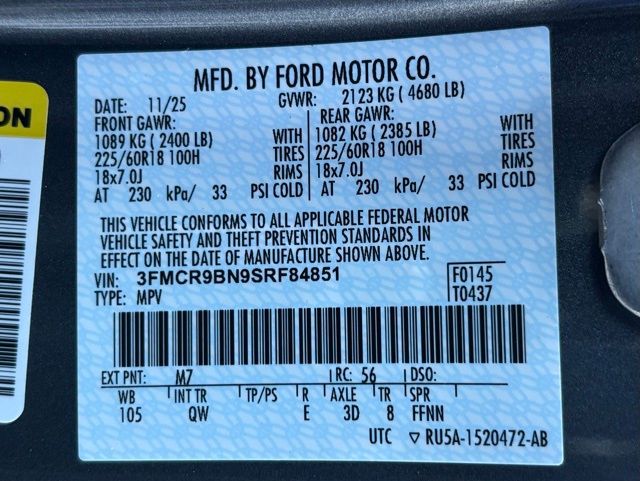 ON
MFD. BY FORD MOTOR CO.
DATE: 11/25 GVWR: 2123 KG ( 4680 LB)
FRONT GAWR: REAR GAWR:
1089 KG ( 2400 LB) WITH 1082 KG ( 2385 LB) WITH
225/60R18 100H TIRES 225/60R18 100H TIRES
18x7.0J RIMS 18x7.0J RIMS
AT 230 kPa/ 33 PSI COLD AT 230 kPa/ 33 PSI COLD
THIS VEHICLE CONFORMS TO ALL APPLICABLE FEDERAL MOTOR
VEHICLE SAFETY AND THEFT PREVENTION STANDARDS IN
EFFECT ON THE DATE OF MANUFACTURE SHOWN ABOVE.
VIN: 3FMCR9BN9SRF84851 F0145
TYPE: MPV T0437
EXT PNT: M7 RC: 56 DSO:
WB INT TR TP/PS R AXLE TR SPR
105 QW E 3D 8 FFNN
UTC ▽ RU5A-1520472-AB